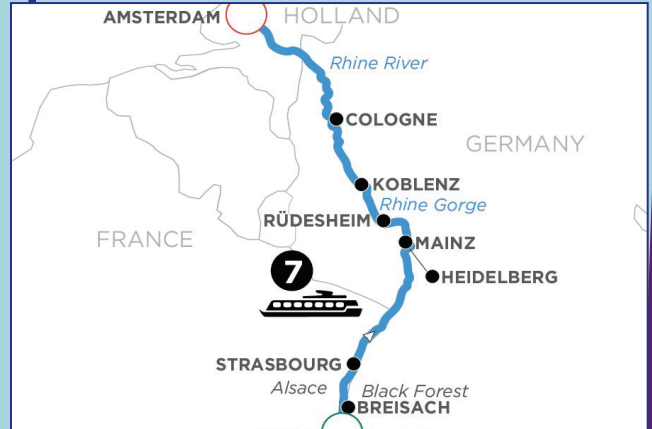 AMSTERDAM
HOLLAND
Rhine River
COLOGNE
GERMANY
KOBLENZ
Rhine Gorge
RÜDESHEIM
FRANCE
MAINZ
7
HEIDELBERG
STRASBOURG
Alsace
Black Forest
BREISACH